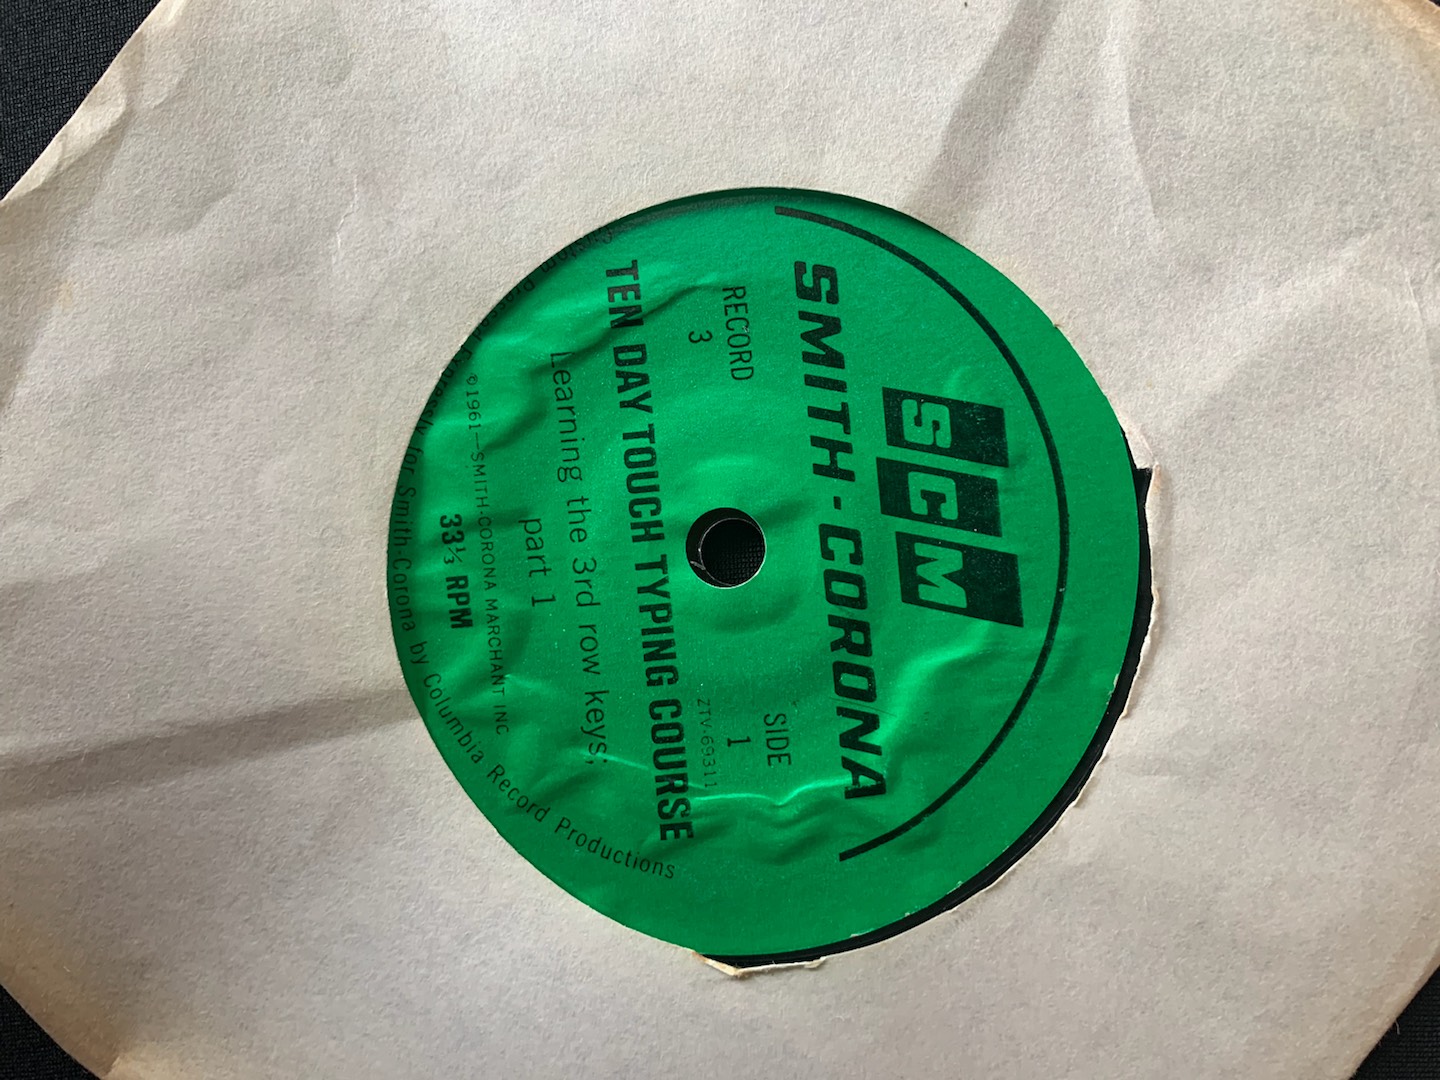 SCM
SMITH-CORONA
RECORD
3
SIDE
1
ZTV-69311
TEN DAY TOUCH TYPING COURSE
Learning the 3rd row keys;
part 1
©1961—SMITH-CORONA MARCHANT INC
33⅓ RPM
for Smith-Corona by Columbia Record Productions